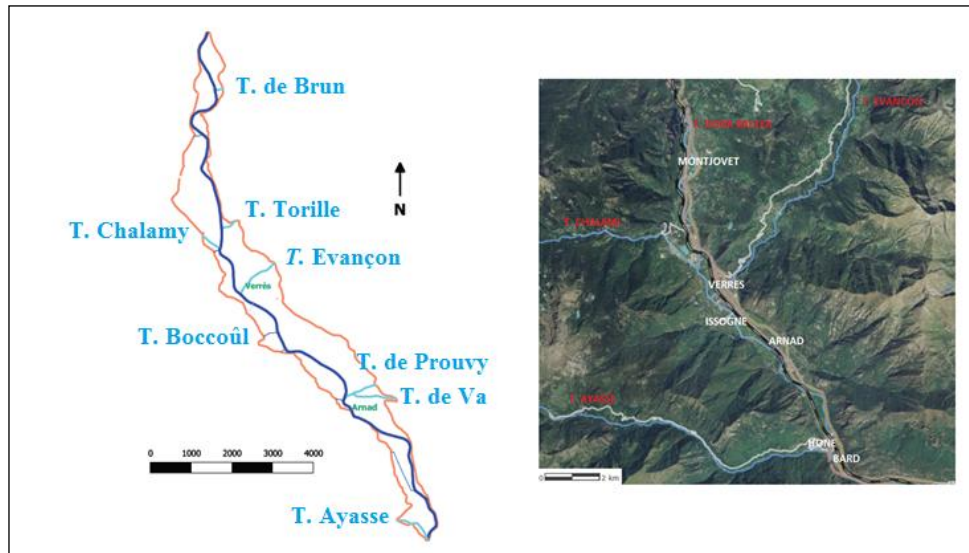 T. de Brun
N
T. Torille
T. Chalamy
T. Evançon
Verrès
T. Boccoûl
T. de Prouvy
T. de Va
Arnad
0 1000 2000 3000 4000
T. Ayasse
T. EVANÇON
MONTJOVET
VERRES
ISSOGNE
ARNAD
T. AYASSE
HONE
BARD
0 2 km